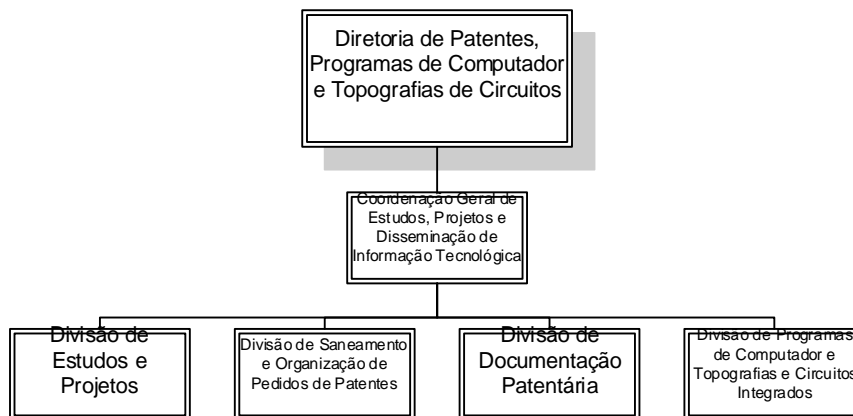 Diretoria de Patentes,
Programas de Computador
e Topografias de Circuitos
Coordenação Geral de
Estudos, Projetos e
Disseminação de
Informação Tecnológica
Divisão de
Estudos e
Projetos
Divisão de Saneamento
e Organização de
Pedidos de Patentes
Divisão de
Documentação
Patentária
Divisão de Programas
de Computador e
Topografias e Circuitos
Integrados